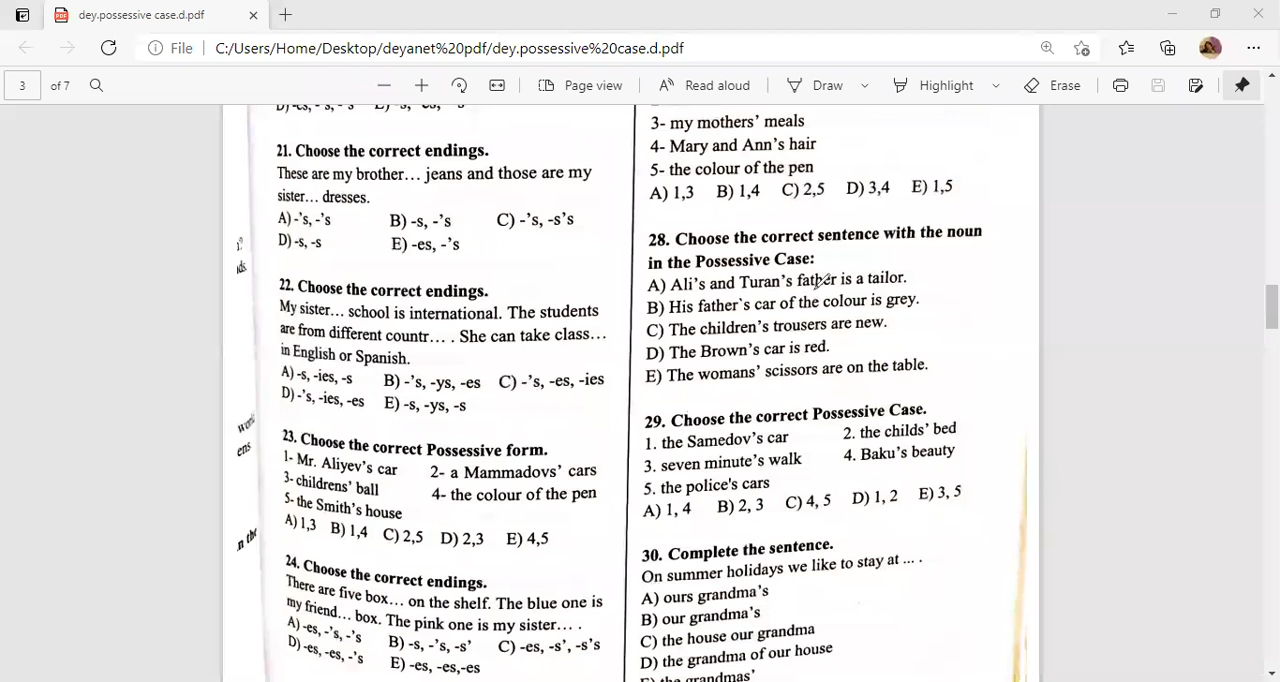 dey.possessive case.d.pdf
File
C:/Users/Home/Desktop/deyanet%20pdf/dey.possessive%20case.d.pdf
3 of 7
Page view
Read aloud
Draw
Highlight
Erase
21. Choose the correct endings.
These are my brother… jeans and those are my
sister… dresses.
A) -'s, -'s B) -s, -'s C) -'s, -s's
D) -s, -s E) -es, -'s
22. Choose the correct endings.
My sister… school is international. The students
are from different countr… . She can take class…
in English or Spanish.
A) -s, -ies, -s B) -'s, -ys, -es C) -'s, -es, -ies
D) -'s, -ies, -es E) -s, -ys, -s
23. Choose the correct Possessive form.
1- Mr. Aliyev's car 2- a Mammadovs' cars
3- childrens' ball 4- the colour of the pen
5- the Smith's house
A) 1,3 B) 1,4 C) 2,5 D) 2,3 E) 4,5
24. Choose the correct endings.
There are five box… on the shelf. The blue one is
my friend… box. The pink one is my sister… .
A) -es, -'s, -'s B) -s, -'s, -s' C) -es, -s', -s's
D) -es, -es, -'s E) -es, -es,-es
3- my mothers' meals
4- Mary and Ann's hair
5- the colour of the pen
A) 1,3 B) 1,4 C) 2,5 D) 3,4 E) 1,5
28. Choose the correct sentence with the noun
in the Possessive Case:
A) Ali's and Turan's father is a tailor.
B) His father`s car of the colour is grey.
C) The children's trousers are new.
D) The Brown's car is red.
E) The womans' scissors are on the table.
29. Choose the correct Possessive Case.
1. the Samedov's car 2. the childs' bed
3. seven minute's walk 4. Baku's beauty
5. the police's cars
A) 1, 4 B) 2, 3 C) 4, 5 D) 1, 2 E) 3, 5
30. Complete the sentence.
On summer holidays we like to stay at … .
A) ours grandma's
B) our grandma's
C) the house our grandma
D) the grandma of our house
E) the grandmas'